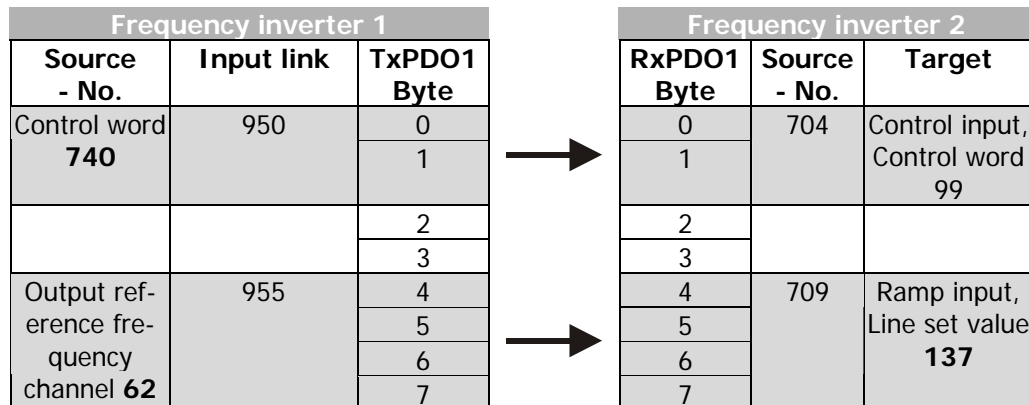 Frequency inverter 1
Source - No. Input link TxPDO1 Byte
Control word 740 950 0
1
2
3
Output ref-
erence fre-
quency
channel 62
955
4
5
6
7
Frequency inverter 2
RxPDO1 Byte Source - No. Target
0
1
704
Control input,
Control word
99
2
3
4
5
6
7
709
Ramp input,
Line set value
137